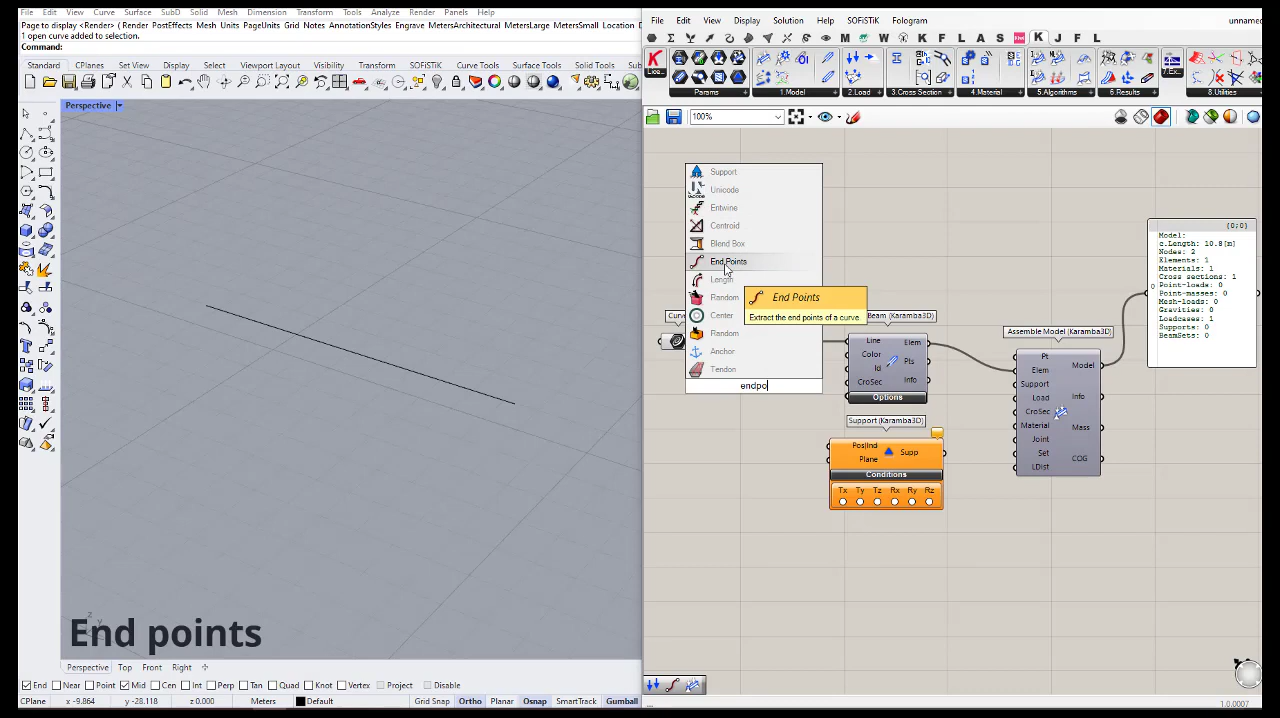 File Edit View Curve Surface SubD Solid Mesh Dimension Transform Tools Analyze Render Panels Help
Page to display <Render> ( Render PostEffects Mesh Units PageUnits Grid Notes AnnotationStyles Engrave MetersArchitectural MetersLarge MetersSmall Location D
1 open curve added to selection.
Command:
Standard CPlanes Set View Display Select Viewport Layout Visibility Transform SOFiSTiK Curve Tools Surface Tools Solid Tools Sub
Perspective
End points
Perspective Top Front Right
End Near Point Mid Cen Int Perp Tan Quad Knot Vertex Project Disable
CPlane x -9.864 y -28.118 z 0.000 Meters Default Grid Snap Ortho Planar Osnap SmartTrack Gumball
File Edit View Display Solution Help SOFiSTiK Fologram unnamed
M W K F L A S K J F L
Params 1.Model 2.Load 3.Cross Section 4.Material 5.Algorithms 6.Results 7.Ex... 8.Utilities
100%
Support
Unicode
Entwine
Centroid
Blend Box
End Points
Length
Random
Center
Random
Anchor
Tendon
endpo
End Points
Extract the end points of a curve
Curv
Beam (Karamba3D)
Line
Color
Id
CroSec
Elem
Pts
Info
Options
Support (Karamba3D)
Pos|Ind
Plane
Supp
Conditions
Tx Ty Tz Rx Ry Rz
Assemble Model (Karamba3D)
Pt
Elem
Support
Load
CroSec
Material
Joint
Set
LDist
Model
Info
Mass
COG
{0;0}
0
Model:
c.Length: 10.8[m]
Nodes: 2
Elements: 1
Materials: 1
Cross sections: 1
Point-loads: 0
Point-masses: 0
Mesh-loads: 0
Gravities: 0
Loadcases: 1
Supports: 0
BeamSets: 0
1.0.0007